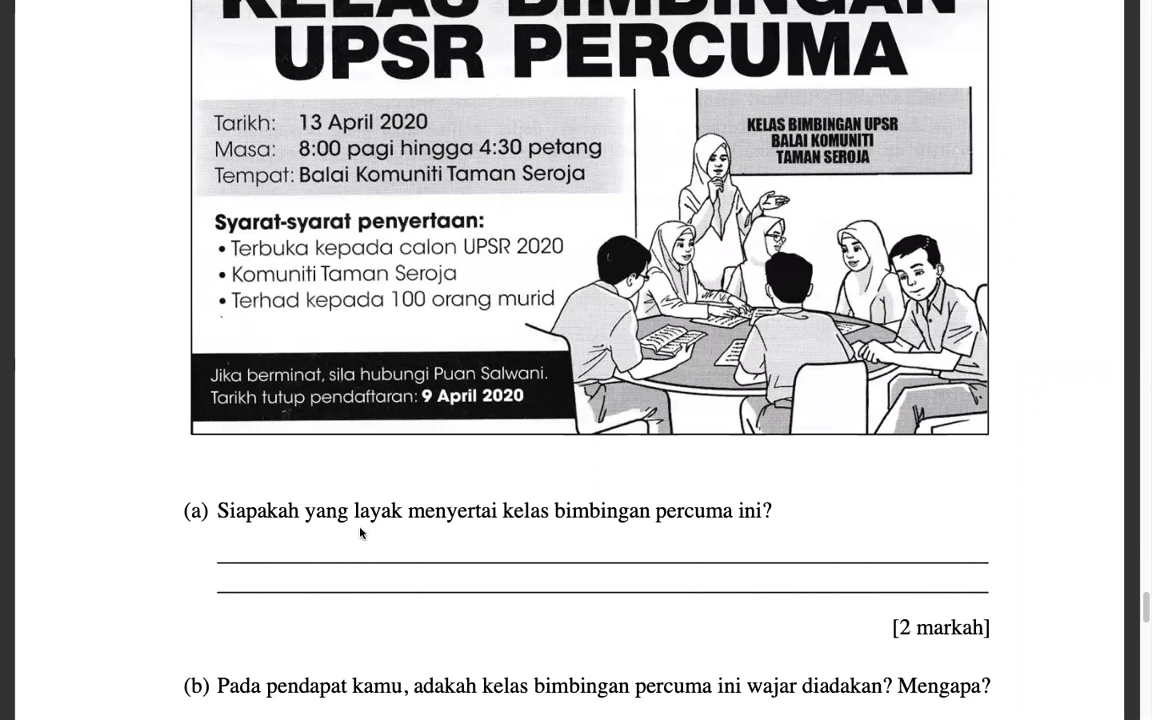 KELAS BIMBINGAN
UPSR PERCUMA
Tarikh: 13 April 2020
Masa: 8:00 pagi hingga 4:30 petang
Tempat: Balai Komuniti Taman Seroja
Syarat-syarat penyertaan:
• Terbuka kepada calon UPSR 2020
• Komuniti Taman Seroja
• Terhad kepada 100 orang murid
KELAS BIMBINGAN UPSR
BALAI KOMUNITI
TAMAN SEROJA
Jika berminat, sila hubungi Puan Salwani.
Tarikh tutup pendaftaran: 9 April 2020
(a) Siapakah yang layak menyertai kelas bimbingan percuma ini?
[2 markah]
(b) Pada pendapat kamu, adakah kelas bimbingan percuma ini wajar diadakan? Mengapa?